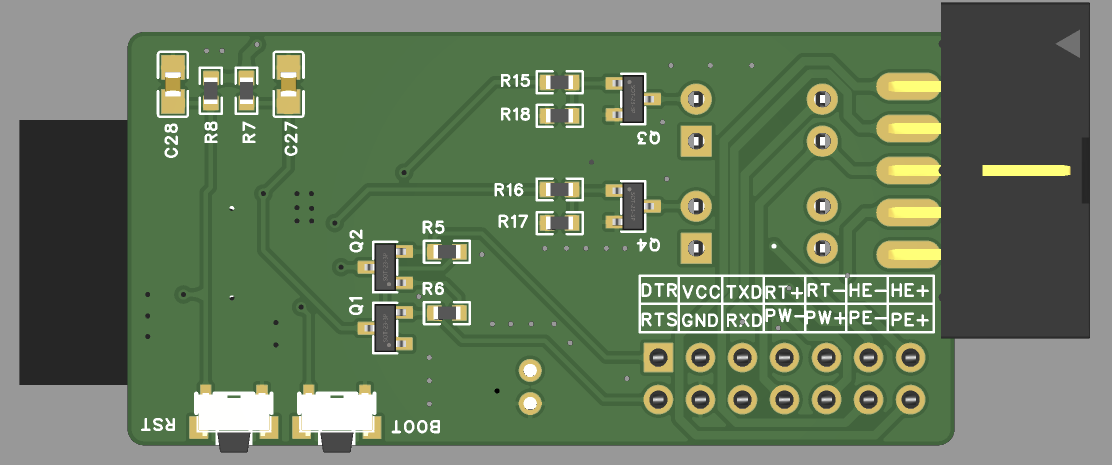 C28
R8
R7
C27
R15
R18
Q3
R16
R17
Q4
Q2
R5
Q1
R6
DTR VCC TXD RT+ RT- HE- HE+
RTS GND RXD PW- PW+ PE- PE+
RST
BOOT